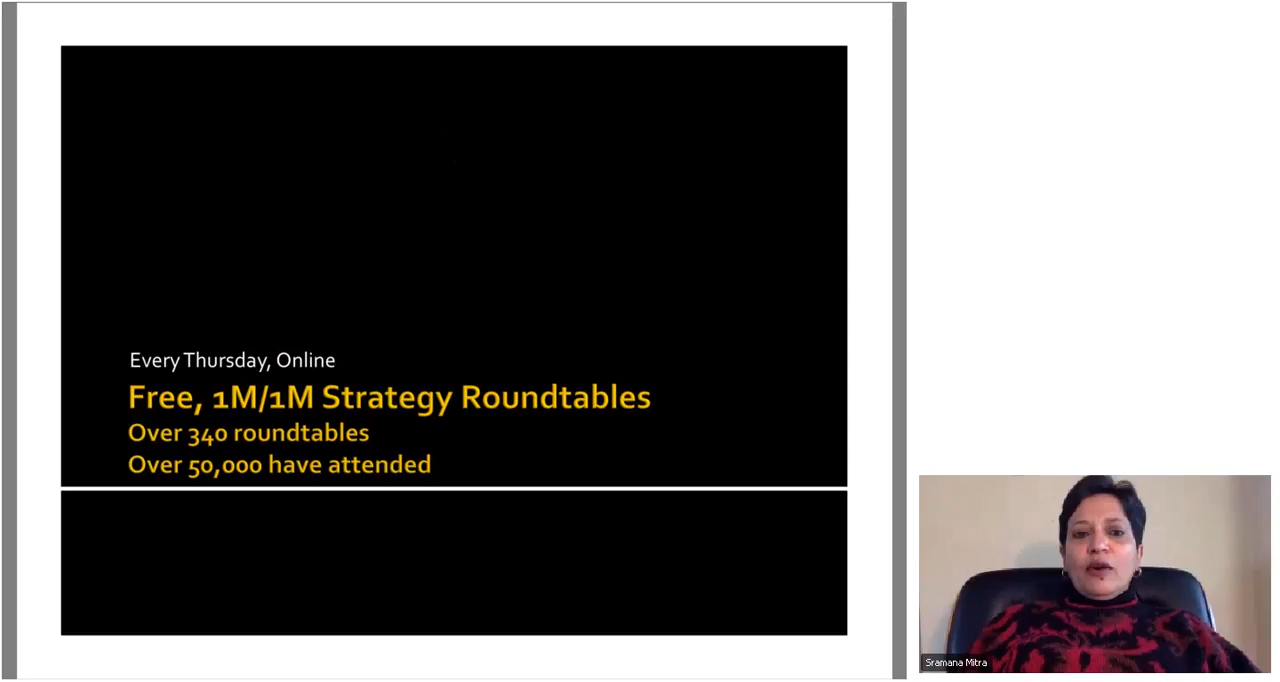 Every Thursday, Online
Free, 1M/1M Strategy Roundtables
Over 340 roundtables
Over 50,000 have attended
Sramana Mitra